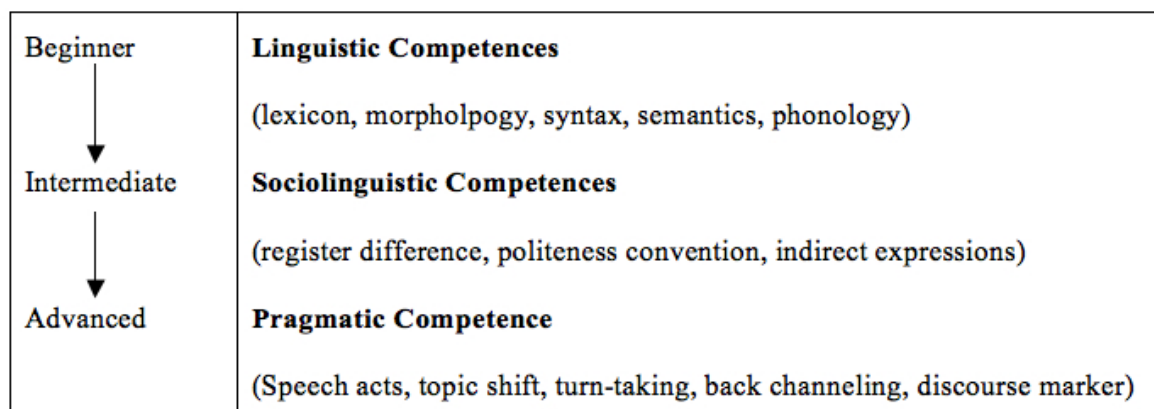 Beginner Linguistic Competences
(lexicon, morpholpogy, syntax, semantics, phonology)
Intermediate Sociolinguistic Competences
(register difference, politeness convention, indirect expressions)
Advanced Pragmatic Competence
(Speech acts, topic shift, turn-taking, back channeling, discourse marker)